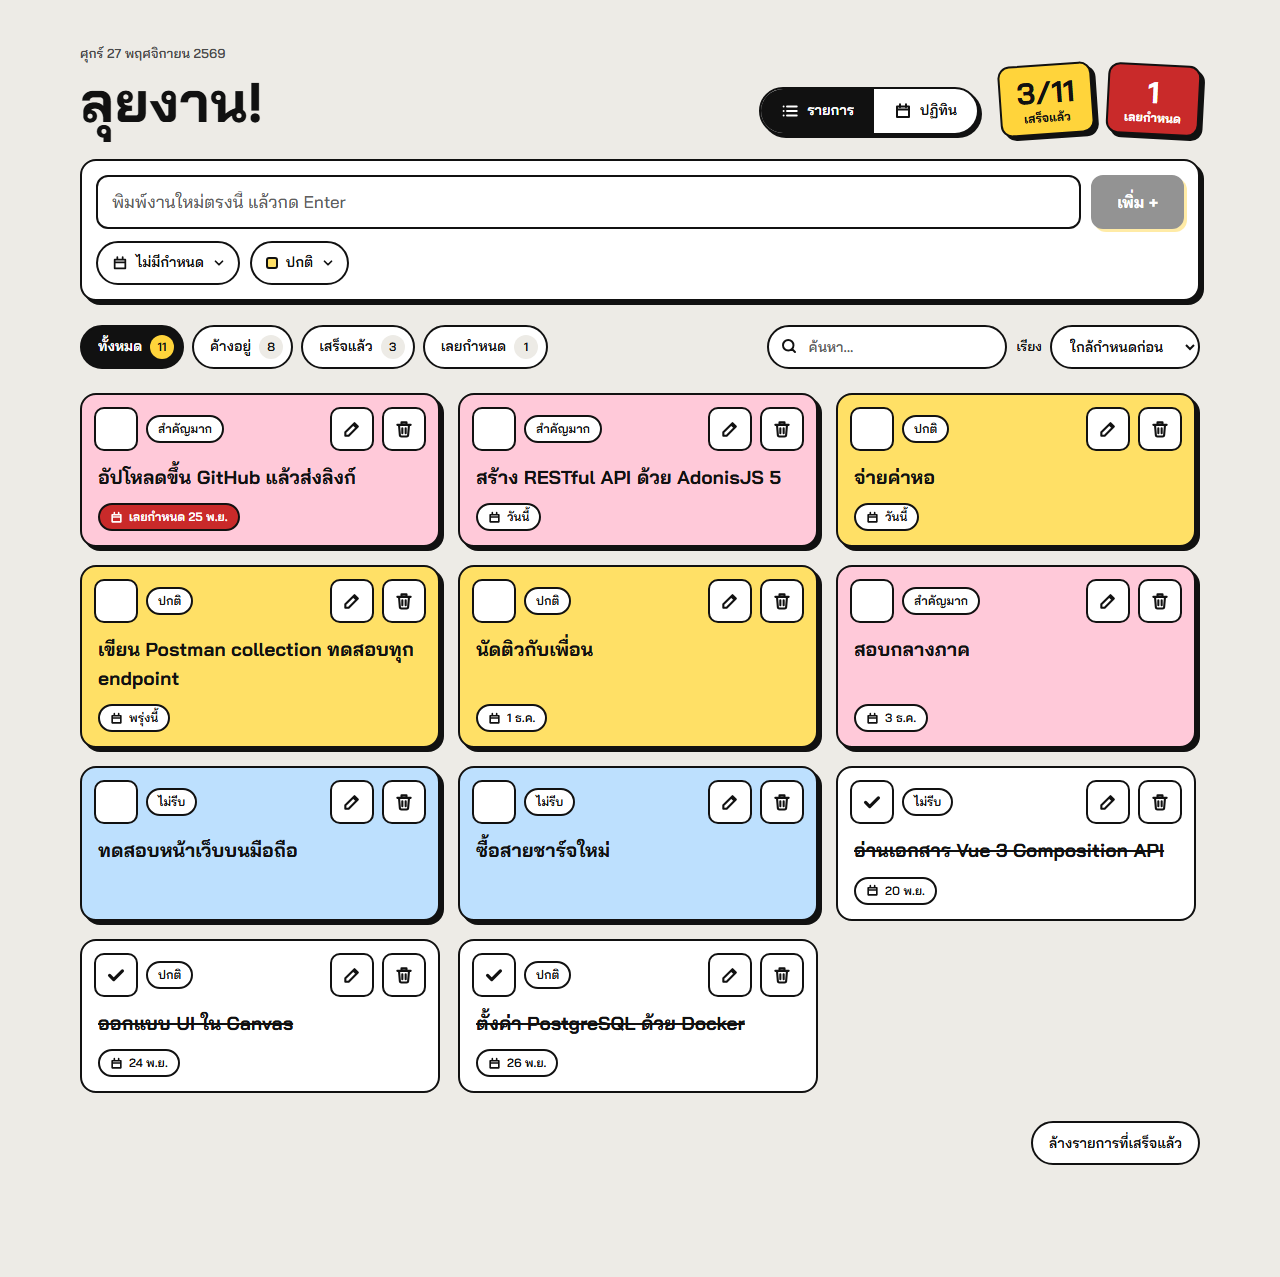 ศุกร์ 27 พฤศจิกายน 2569
ลุยงาน!
รายการ
ปฏิทิน
3/11
เสร็จแล้ว
1
เลยกำหนด
พิมพ์งานใหม่ตรงนี้ แล้วกด Enter
เพิ่ม +
ไม่มีกำหนด
ปกติ
ทั้งหมด 11
ค้างอยู่ 8
เสร็จแล้ว 3
เลยกำหนด 1
ค้นหา...
เรียง
ใกล้กำหนดก่อน
สำคัญมาก
อัปโหลดขึ้น GitHub แล้วส่งลิงก์
เลยกำหนด 25 พ.ย.
สำคัญมาก
สร้าง RESTful API ด้วย AdonisJS 5
วันนี้
ปกติ
จ่ายค่าหอ
วันนี้
ปกติ
เขียน Postman collection ทดสอบทุก
endpoint
พรุ่งนี้
ปกติ
นัดติวกับเพื่อน
1 ธ.ค.
สำคัญมาก
สอบกลางภาค
3 ธ.ค.
ไม่รีบ
ทดสอบหน้าเว็บบนมือถือ
ไม่รีบ
ซื้อสายชาร์จใหม่
ไม่รีบ
อ่านเอกสาร Vue 3 Composition API
20 พ.ย.
ปกติ
ออกแบบ UI ใน Canvas
24 พ.ย.
ปกติ
ตั้งค่า PostgreSQL ด้วย Docker
26 พ.ย.
ล้างรายการที่เสร็จแล้ว